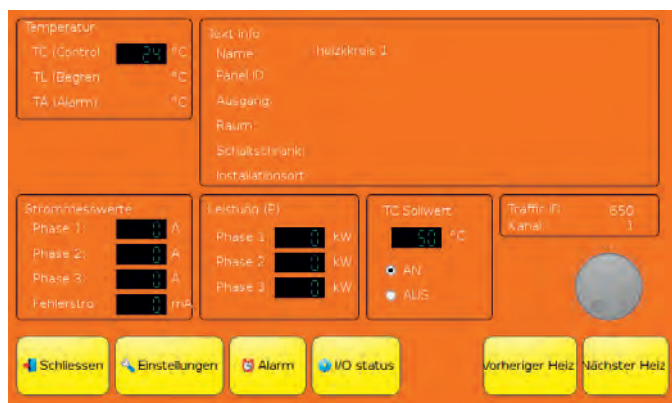 Temperatur
TC (Control 24 °C
TL (Begren °C
TA (Alarm) °C
Text Info
Name: heizkkreis 1
Panel ID:
Ausgang:
Raum:
Schaltschrank:
Installationsort:
Strommesswerte
Phase 1: 0 A
Phase 2: 0 A
Phase 3: 0 A
Fehlerstro 0 mA
Leistung (P)
Phase 1 0 kW
Phase 2 0 kW
Phase 3 0 kW
TC Sollwert
50 °C
AN
AUS
Traffic ID: 650
Kanal: 1
Schliessen
Einstellungen
Alarm
I/O status
Vorheriger Heiz
Nächster Heiz